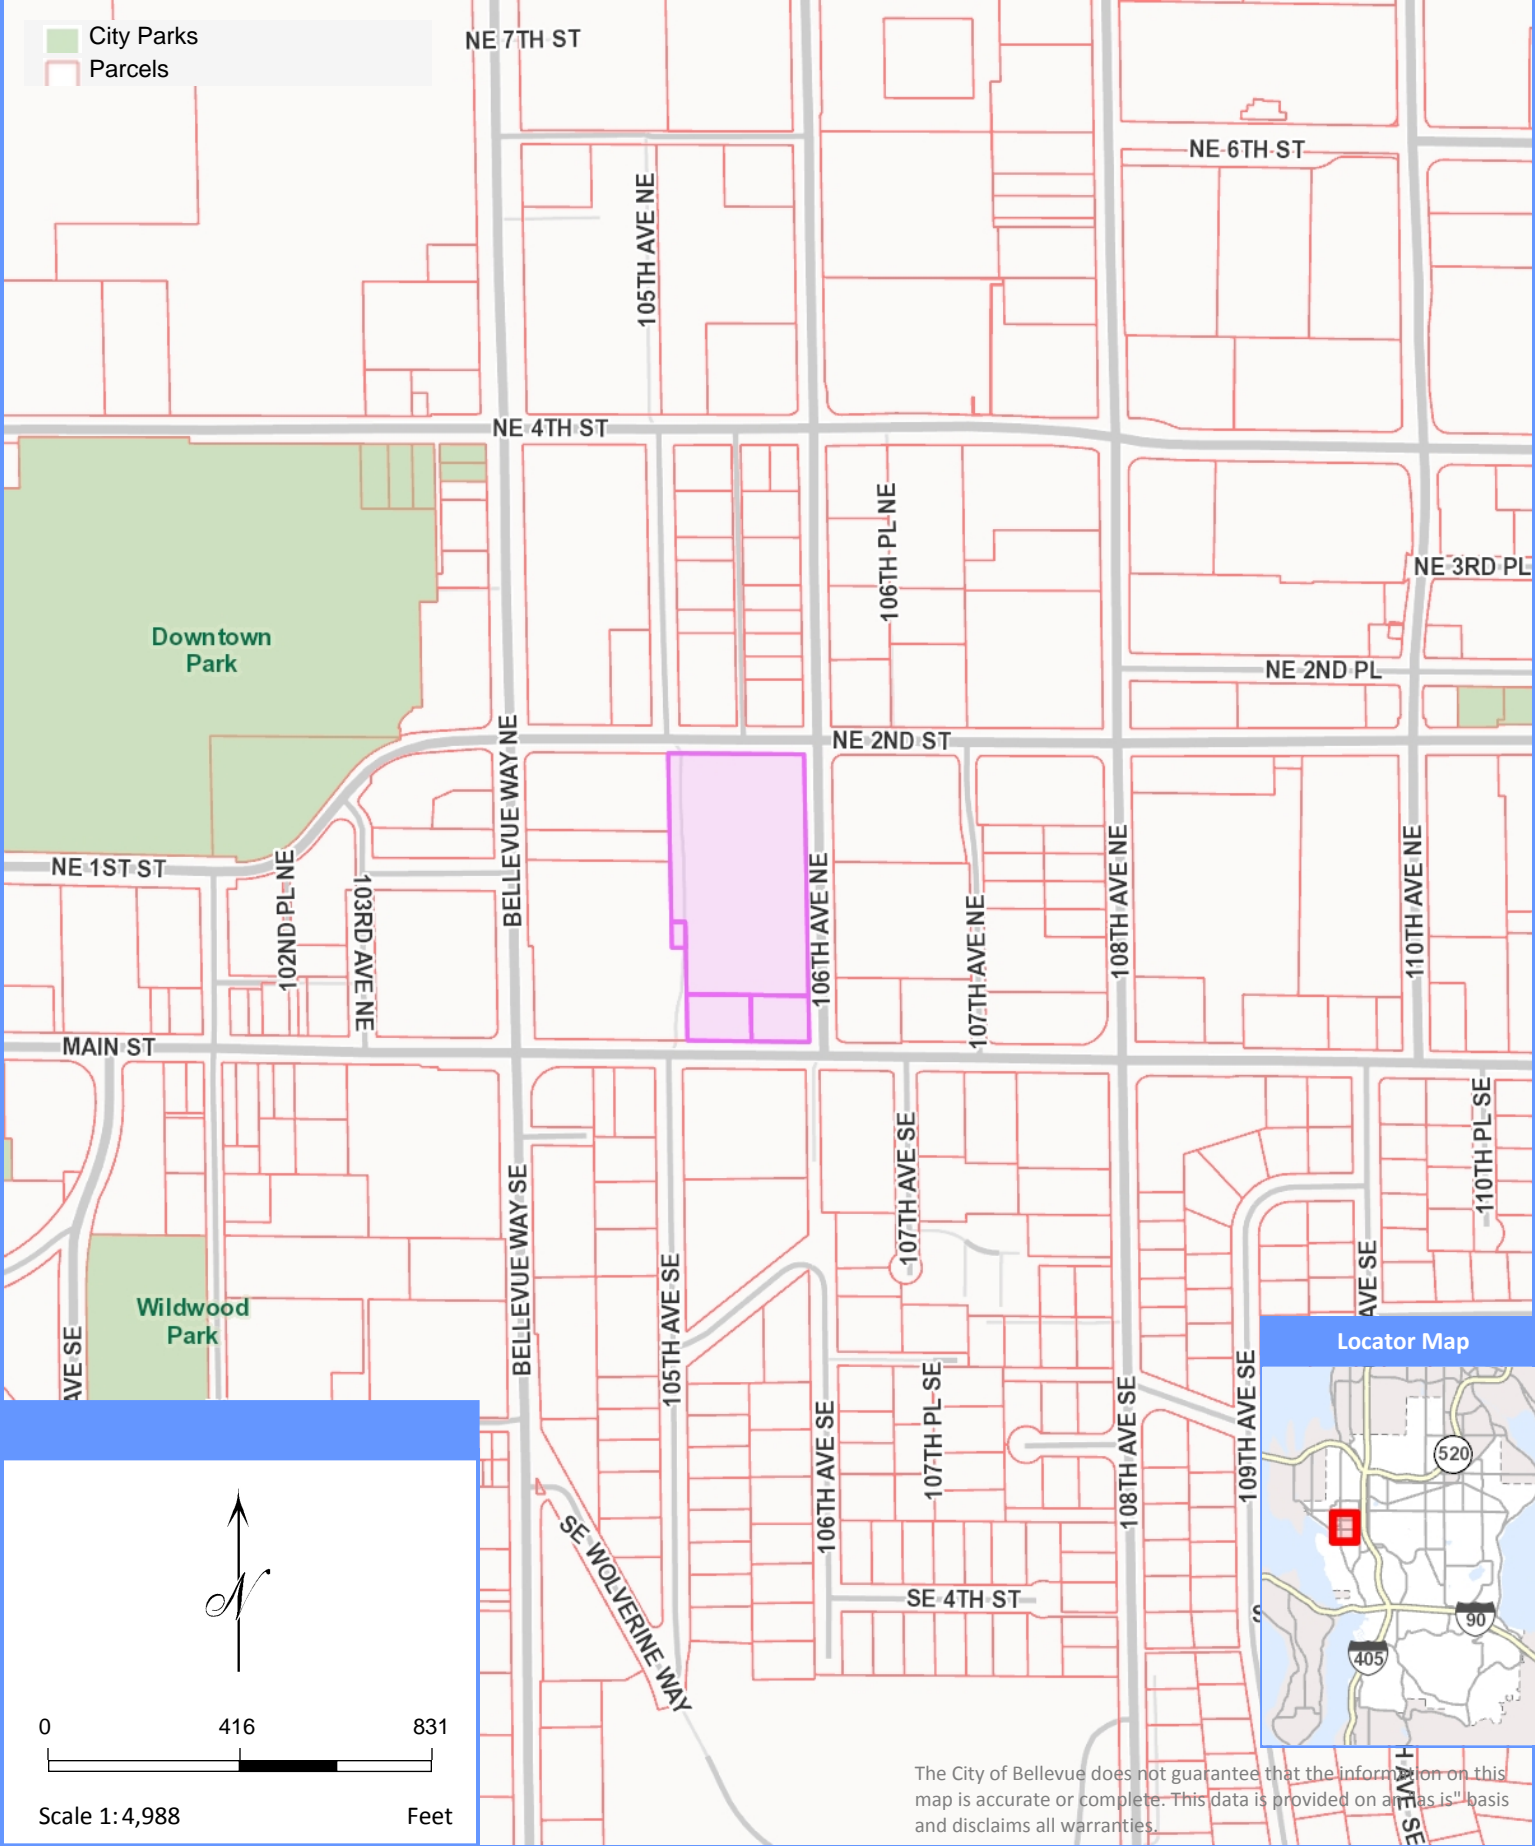 City Parks
Parcels
NE 7TH ST
NE 6TH ST
105TH AVE NE
NE 4TH ST
106TH PL NE
NE 3RD PL
Downtown
Park
NE 2ND PL
BELLEVUE WAY NE
NE 2ND ST
NE 1ST ST
102ND PL NE
103RD AVE NE
106TH AVE NE
107TH AVE NE
108TH AVE NE
110TH AVE NE
MAIN ST
110TH PL SE
107TH AVE SE
BELLEVUE WAY SE
105TH AVE SE
AVE SE
Wildwood
Park
AVE SE
106TH AVE SE
107TH PL SE
108TH AVE SE
109TH AVE SE
SE WOLVERINE WAY
SE 4TH ST
S
H AVE SE
Locator Map
520
90
405
N
0 416 831
Scale 1: 4,988 Feet
The City of Bellevue does not guarantee that the information on this
map is accurate or complete. This data is provided on an "as is" basis
and disclaims all warranties.